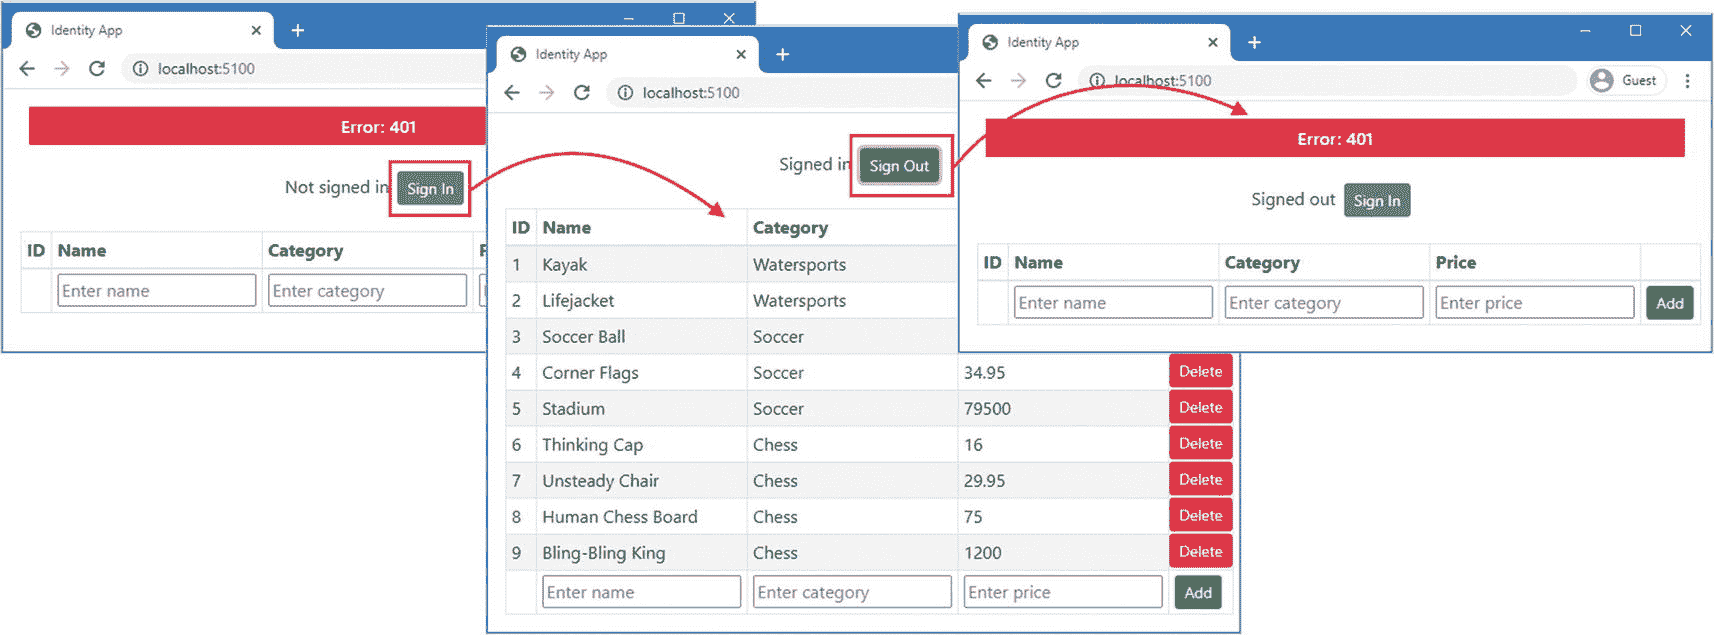 Identity App
localhost:5100
Error: 401
Not signed in Sign In
ID Name Category
Enter name Enter category
Identity App
localhost:5100
Signed in Sign Out
ID Name Category
1 Kayak Watersports
2 Lifejacket Watersports
3 Soccer Ball Soccer
4 Corner Flags Soccer 34.95 Delete
5 Stadium Soccer 79500 Delete
6 Thinking Cap Chess 16 Delete
7 Unsteady Chair Chess 29.95 Delete
8 Human Chess Board Chess 75 Delete
9 Bling-Bling King Chess 1200 Delete
Enter name Enter category Enter price Add
Identity App
localhost:5100 Guest
Error: 401
Signed out Sign In
ID Name Category Price
Enter name Enter category Enter price Add